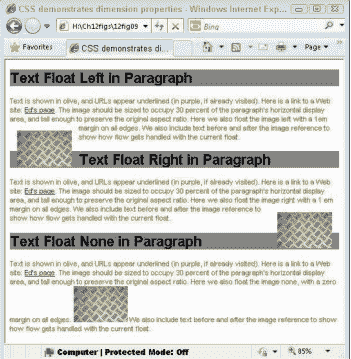 CSS demonstrates dimension properties - Windows Internet Exp...
H:\Ch12figs\12fig09
Bing
Favorites
CSS demonstrates di...
Page
Text Float Left in Paragraph
Text is shown in olive, and URLs appear underlined (in purple, if already visited). Here is a link to a Web
site: Ed's page. The image should be sized to occupy 30 percent of the paragraph's horizontal display
area, and tall enough to preserve the original aspect ratio. Here we also float the image left with a 1em
margin on all edges. We also include text before and after the image reference to
show how flow gets handled with the current float.
Text Float Right in Paragraph
Text is shown in olive, and URLs appear underlined (in purple, if already visited). Here is a link to a Web
site: Ed's page. The image should be sized to occupy 30 percent of the paragraph's horizontal display
area, and tall enough to preserve the original aspect ratio. Here we also float the image right with a 1 em
margin on all edges. We also include text before and after the image reference to
show how flow gets handled with the current float.
Text Float None in Paragraph
Text is shown in olive, and URLs appear underlined (in purple, if already visited). Here is a link to a Web
site: Ed's page. The image should be sized to occupy 30 percent of the paragraph's horizontal display
area, and tall enough to preserve the original aspect ratio. Here we also float the image none, with a zero
margin on all edges. We also include text before and after the image reference to show how
how flow gets handled with the current float.
Computer | Protected Mode: Off
85%